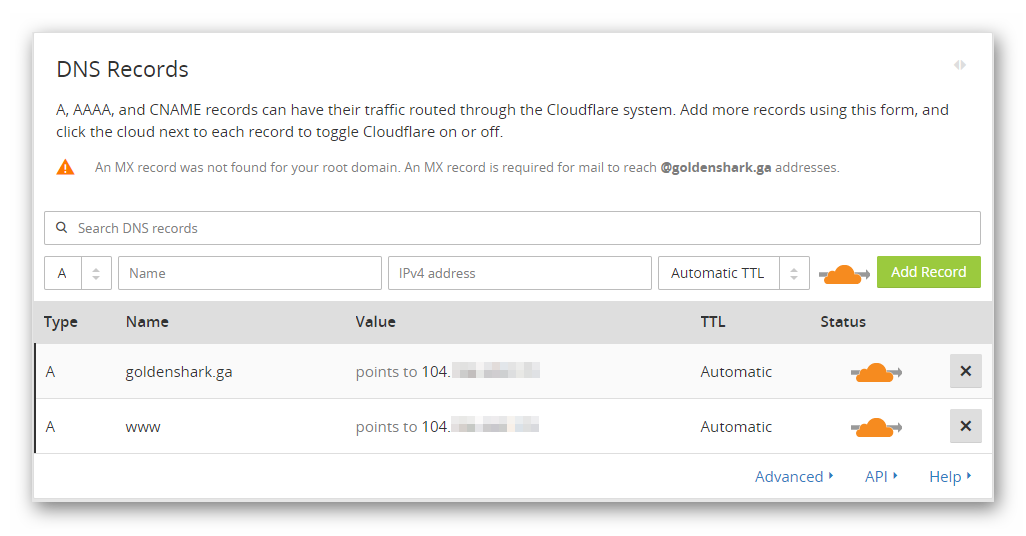 DNS Records
A, AAAA, and CNAME records can have their traffic routed through the Cloudflare system. Add more records using this form, and
click the cloud next to each record to toggle Cloudflare on or off.
An MX record was not found for your root domain. An MX record is required for mail to reach @goldenshark.ga addresses.
Search DNS records
A Name IPv4 address Automatic TTL Add Record
Type Name Value TTL Status
A goldenshark.ga points to 104. Automatic
A www points to 104. Automatic
Advanced API Help